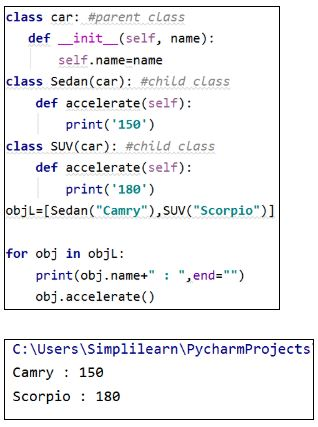 class car: #parent class
   def __init__(self, name):
       self.name=name
class Sedan(car): #child class
    def accelerate(self):
        print('150')
class SUV(car): #child class
    def accelerate(self):
        print('180')
objL=[Sedan("Camry"),SUV("Scorpio")]
for obj in objL:
    print(obj.name+" : ",end="")
    obj.accelerate()
C:\Users\Simplilearn\PycharmProjects
Camry : 150
Scorpio : 180